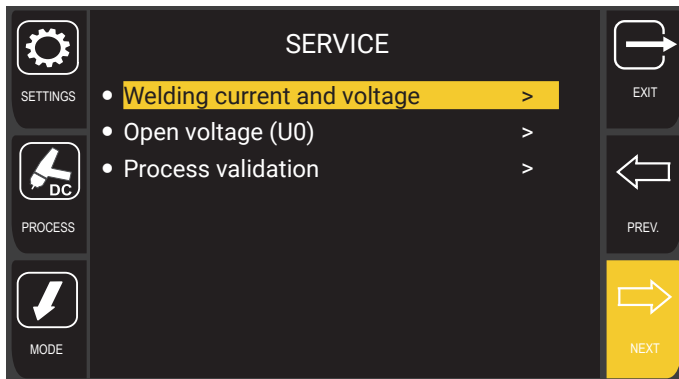 SERVICE
SETTINGS
• Welding current and voltage >
EXIT
• Open voltage (U0) >
• Process validation >
DC
PROCESS
PREV.
MODE
NEXT